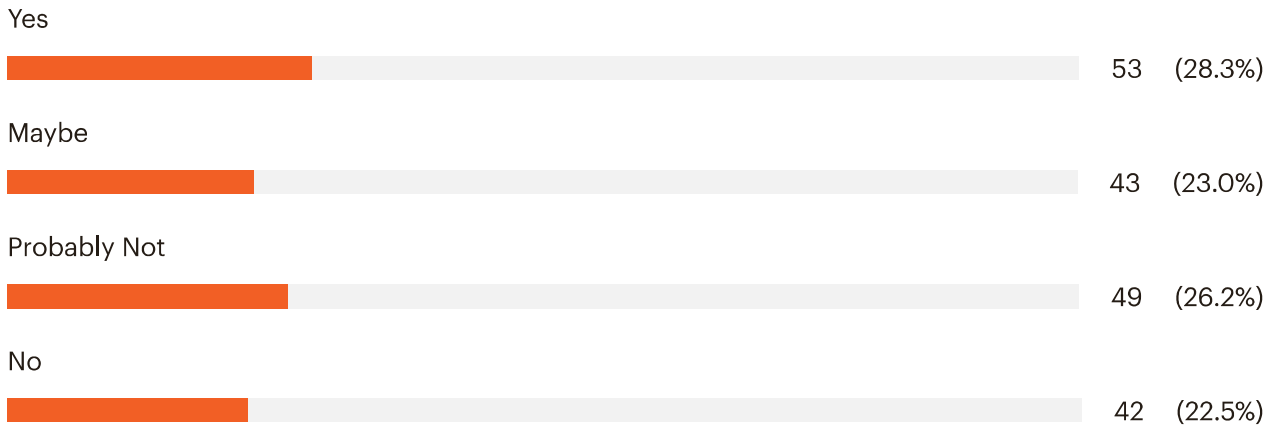 Yes
53 (28.3%)
Maybe
43 (23.0%)
Probably Not
49 (26.2%)
No
42 (22.5%)